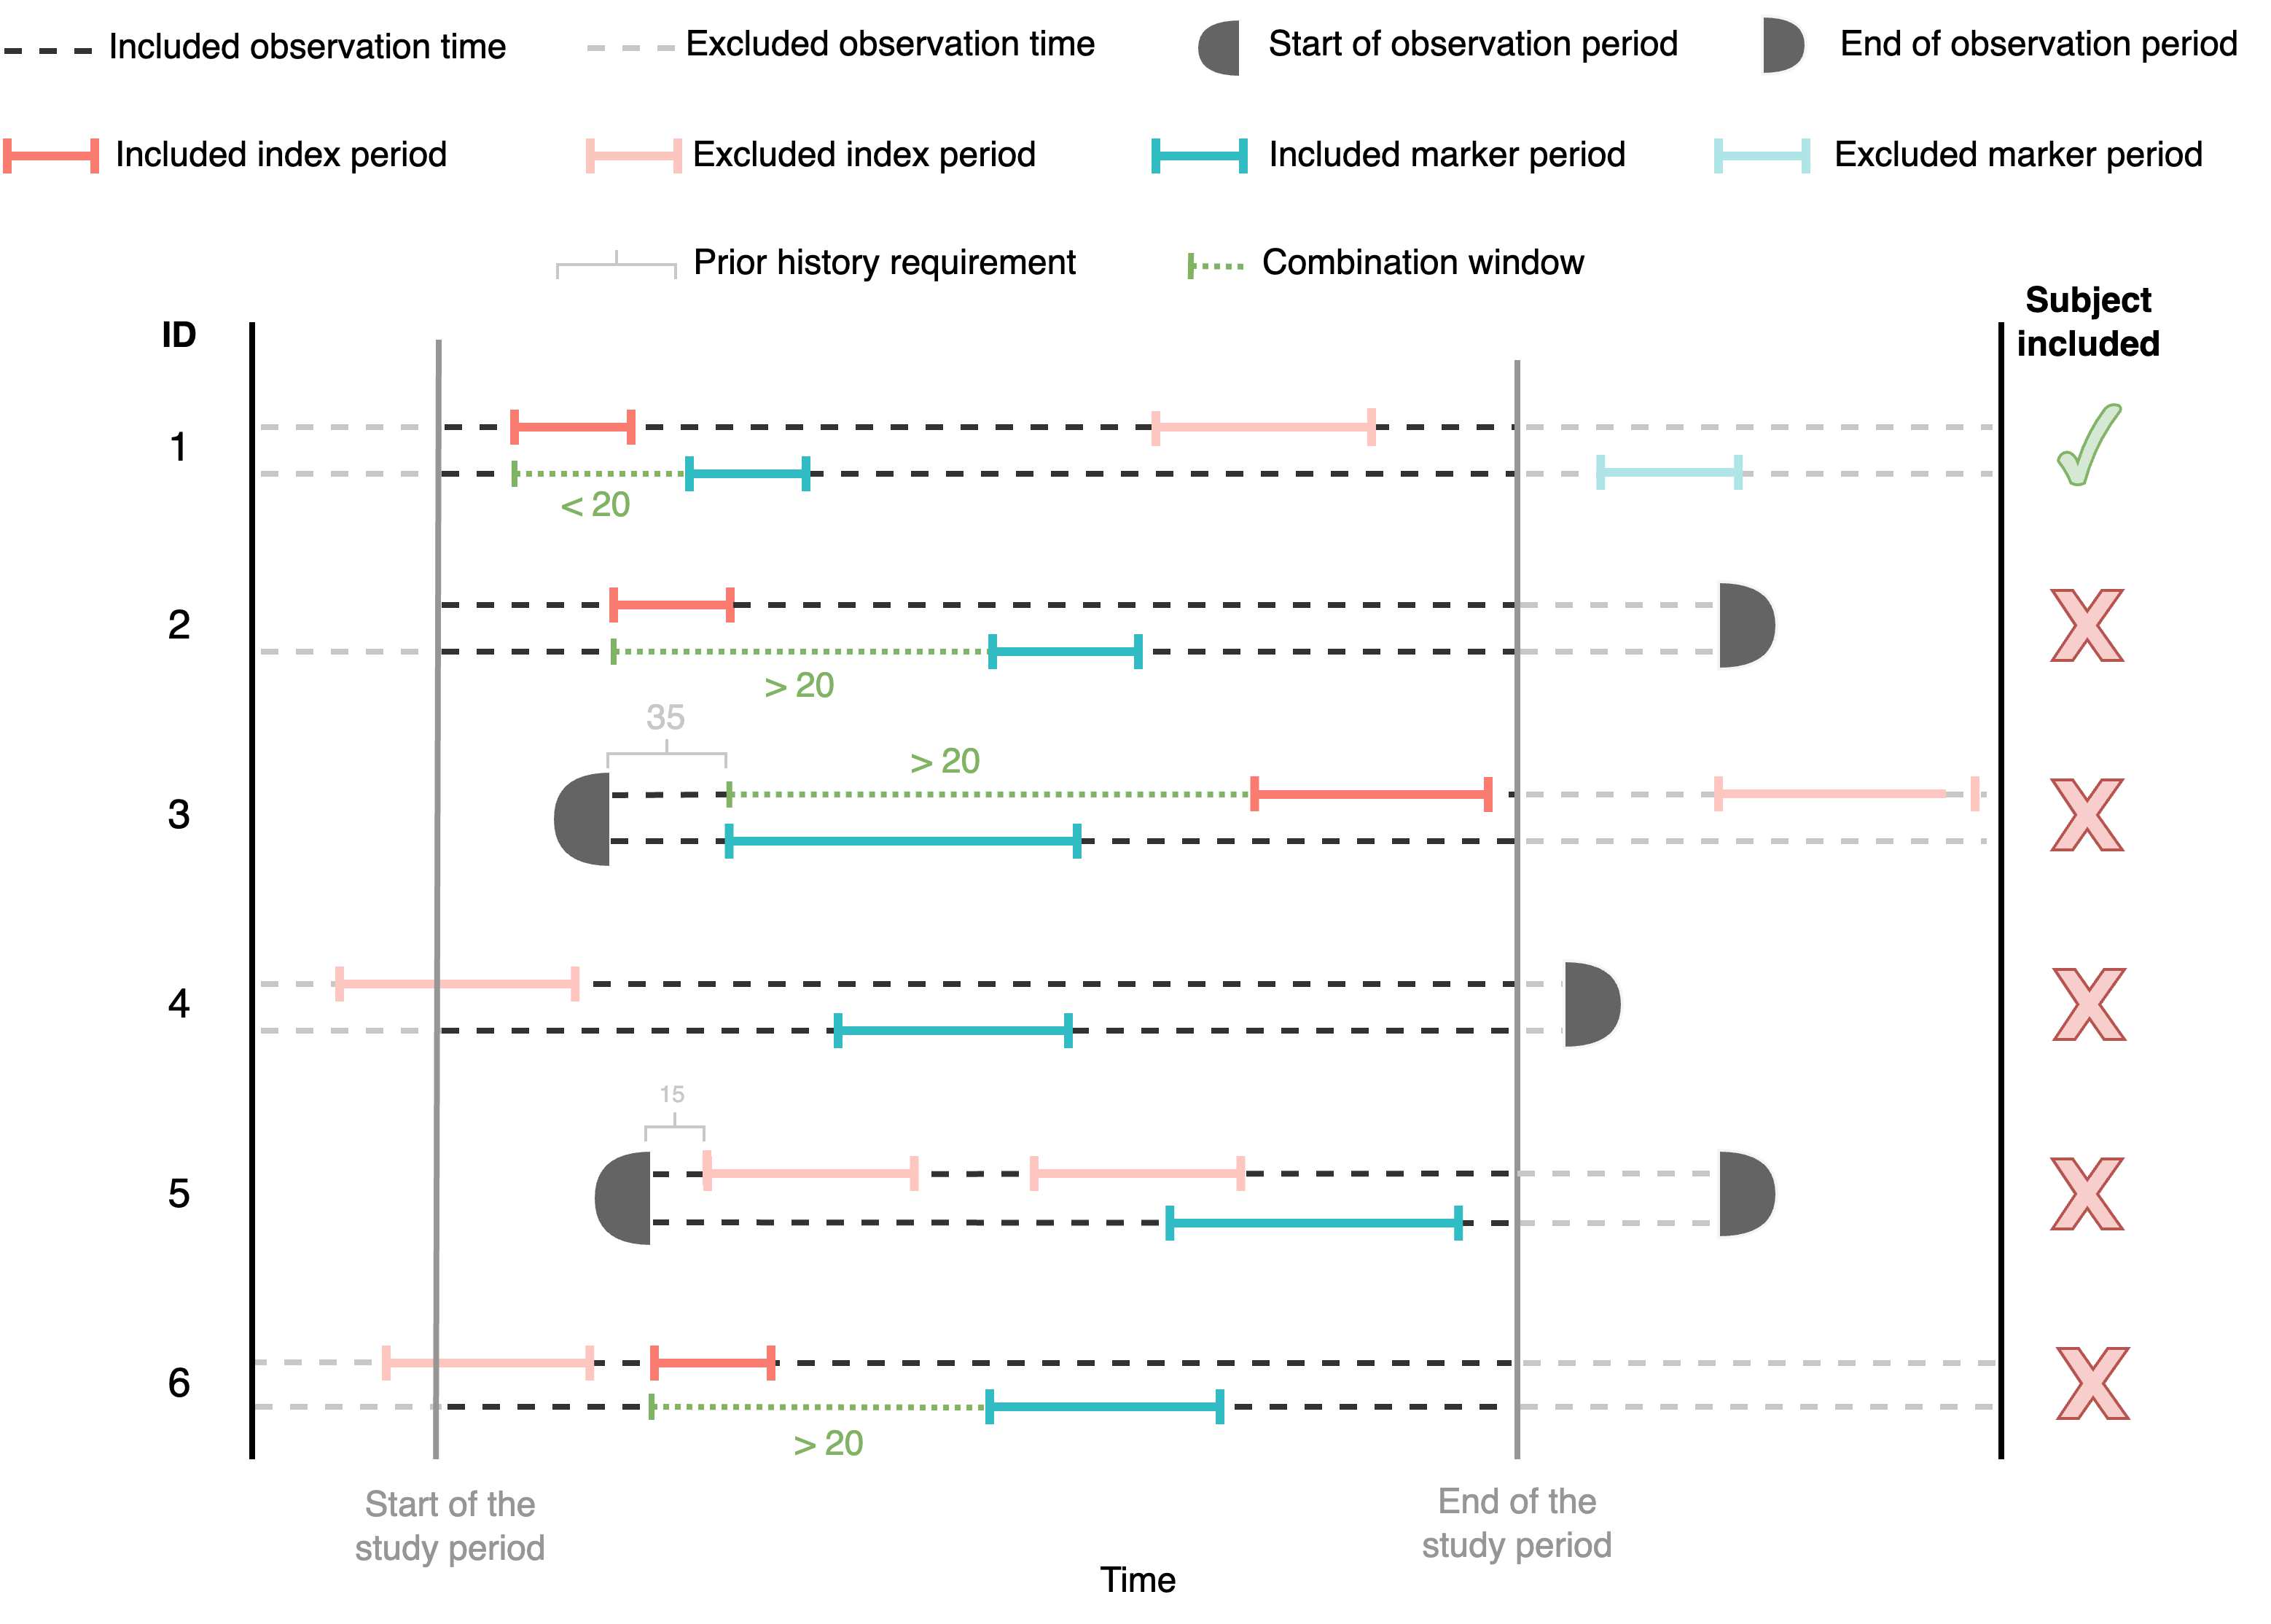 Included observation time
Excluded observation time
Start of observation period
End of observation period
Included index period
Excluded index period
Included marker period
Excluded marker period
Prior history requirement
Combination window
ID
Subject
included
1
< 20
2
> 20
35
> 20
3
4
15
5
6
> 20
Start of the
study period
End of the
study period
Time